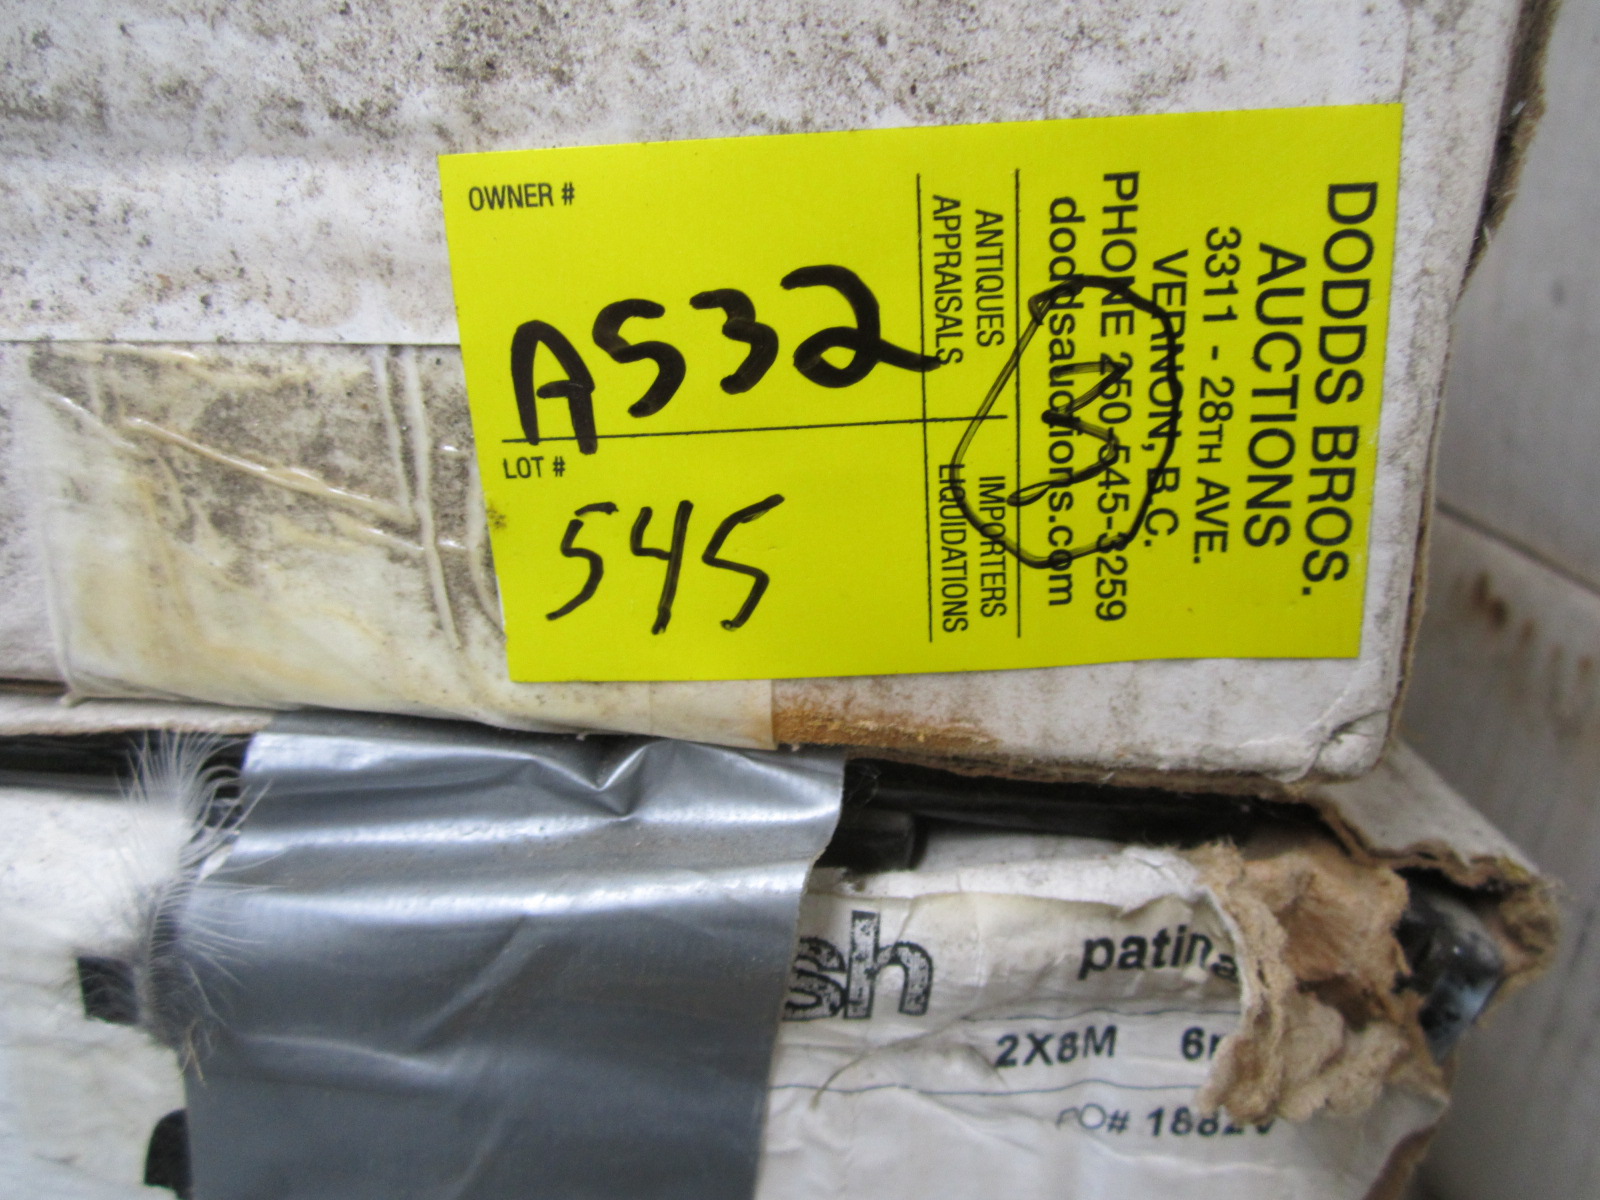 OWNER #
A532
LOT #
545
DODDS BROS.
AUCTIONS
3311 - 28TH AVE.
VERNON, B.C.
PHONE 250-545-3259
doddsauctions.com
ANTIQUES IMPORTERS
APPRAISALS LIQUIDATIONS
patina
2X8M